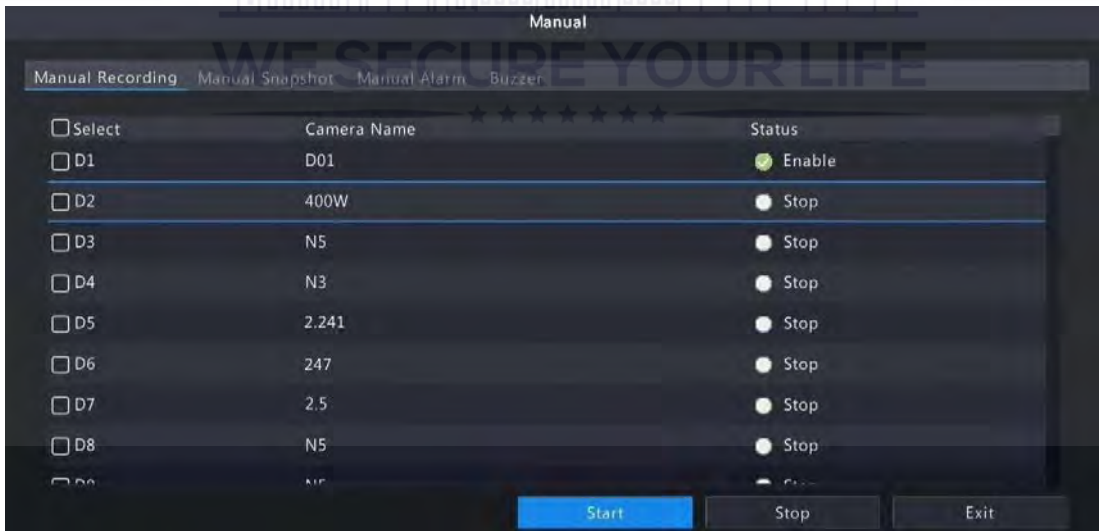 Manual
WE SECURE YOUR LIFE
Manual Recording Manual Snapshot Manual Alarm Buzzer
Select Camera Name Status
D1 D01 Enable
D2 400W Stop
D3 N5 Stop
D4 N3 Stop
D5 2.241 Stop
D6 247 Stop
D7 2.5 Stop
D8 N5 Stop
Start Stop Exit